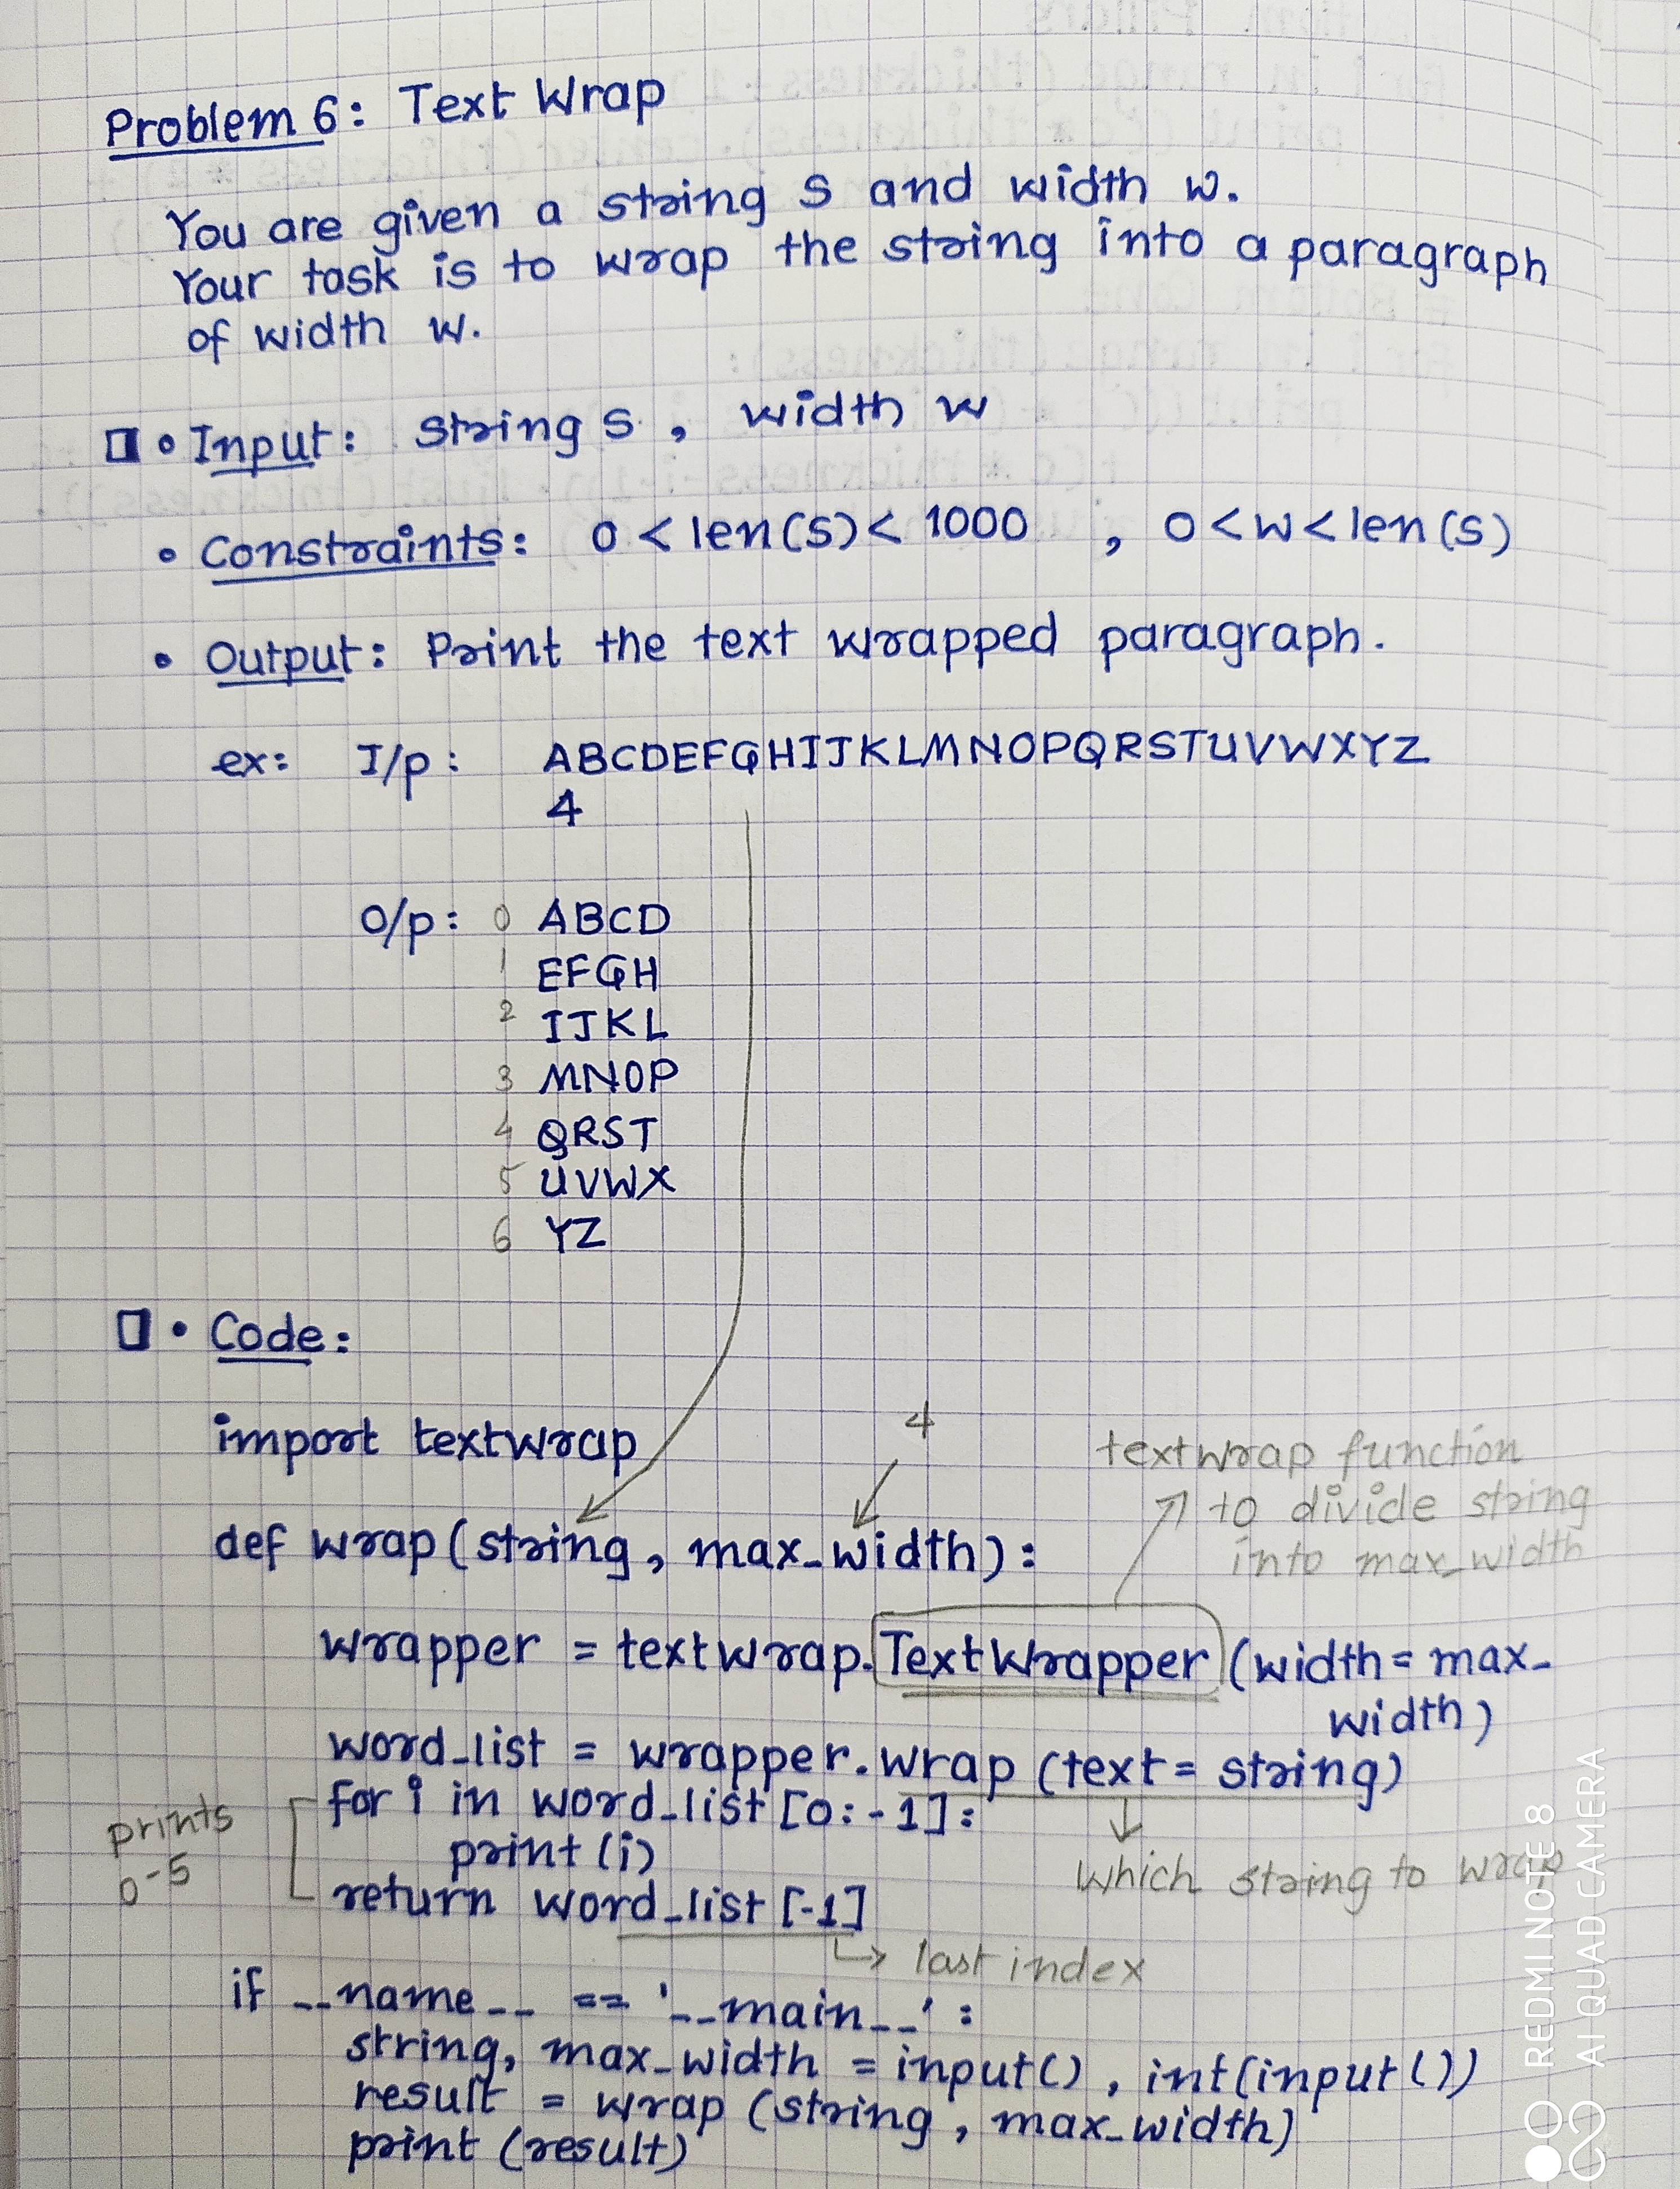 Problem 6: Text Wrap
You are given a string S and width w.
Your task is to wrap the string into a paragraph
of width w.
• Input: string S , width w
• Constraints: 0 < len(S) < 1000 , 0 < w < len(S)
• Output: Print the text wrapped paragraph.
ex: I/p: ABCDEFGHIJKLMNOPQRSTUVWXYZ
4
O/p: 0 ABCD
1 EFGH
2 IJKL
3 MNOP
4 QRST
5 UVWX
6 YZ
• Code:
import textwrap
4
textwrap function
to divide string
into max_width
def wrap(string, max_width):
wrapper = textwrap.TextWrapper (width = max_
width)
word_list = wrapper.wrap (text = string)
for i in word_list [0:-1]:
print (i)
prints
0-5
which string to wrap
return word_list [-1]
last index
if __name__ == '__main__':
string, max_width = input(), int(input())
result = wrap (string, max_width)
print (result)
REDMI NOTE 8
AI QUAD CAMERA